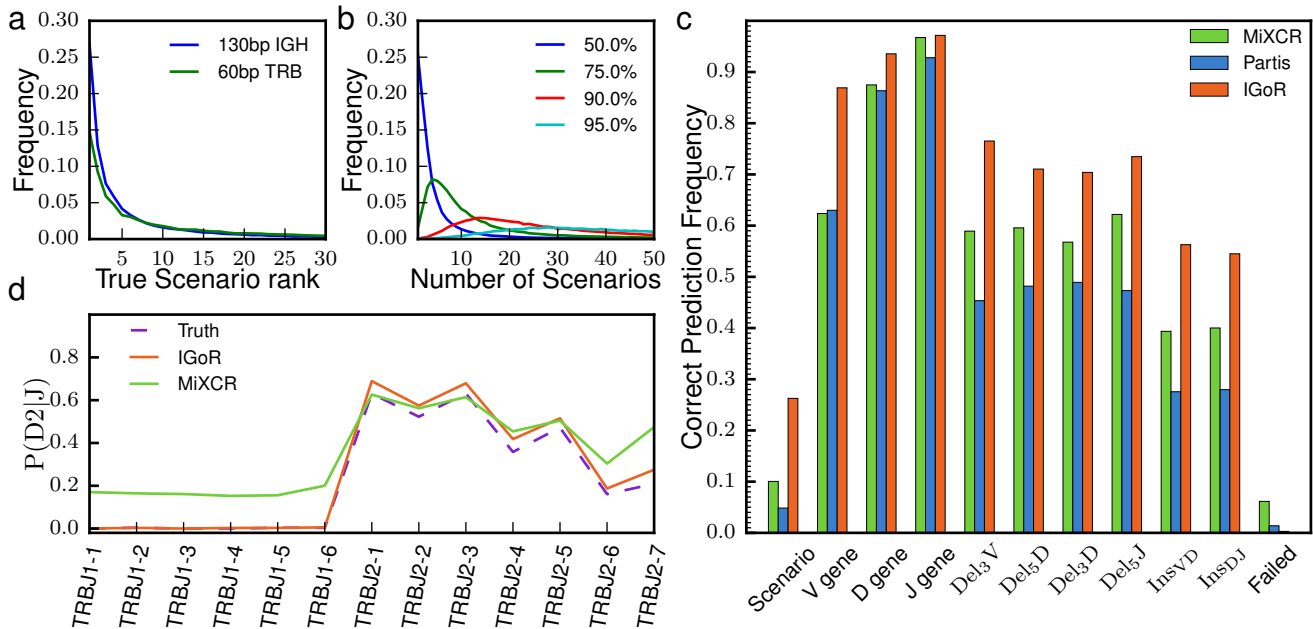 a
Frequency
0.30
0.25
0.20
0.15
0.10
0.05
0.00
130bp IGH
60bp TRB
5
10
15
20
25
30
True Scenario rank
b
Frequency
0.30
0.25
0.20
0.15
0.10
0.05
0.00
50.0%
75.0%
90.0%
95.0%
10
20
30
40
50
Number of Scenarios
c
Correct Prediction Frequency
0.9
0.8
0.7
0.6
0.5
0.4
0.3
0.2
0.1
0.0
MiXCR
Partis
IGoR
Scenario
V gene
D gene
J gene
Del₃V
Del₅D
Del₃D
Del₅J
Ins_VD
Ins_DJ
Failed
d
P(D2|J)
0.8
0.6
0.4
0.2
0.0
Truth
IGoR
MiXCR
TRBJ1-1
TRBJ1-2
TRBJ1-3
TRBJ1-4
TRBJ1-5
TRBJ1-6
TRBJ2-1
TRBJ2-2
TRBJ2-3
TRBJ2-4
TRBJ2-5
TRBJ2-6
TRBJ2-7